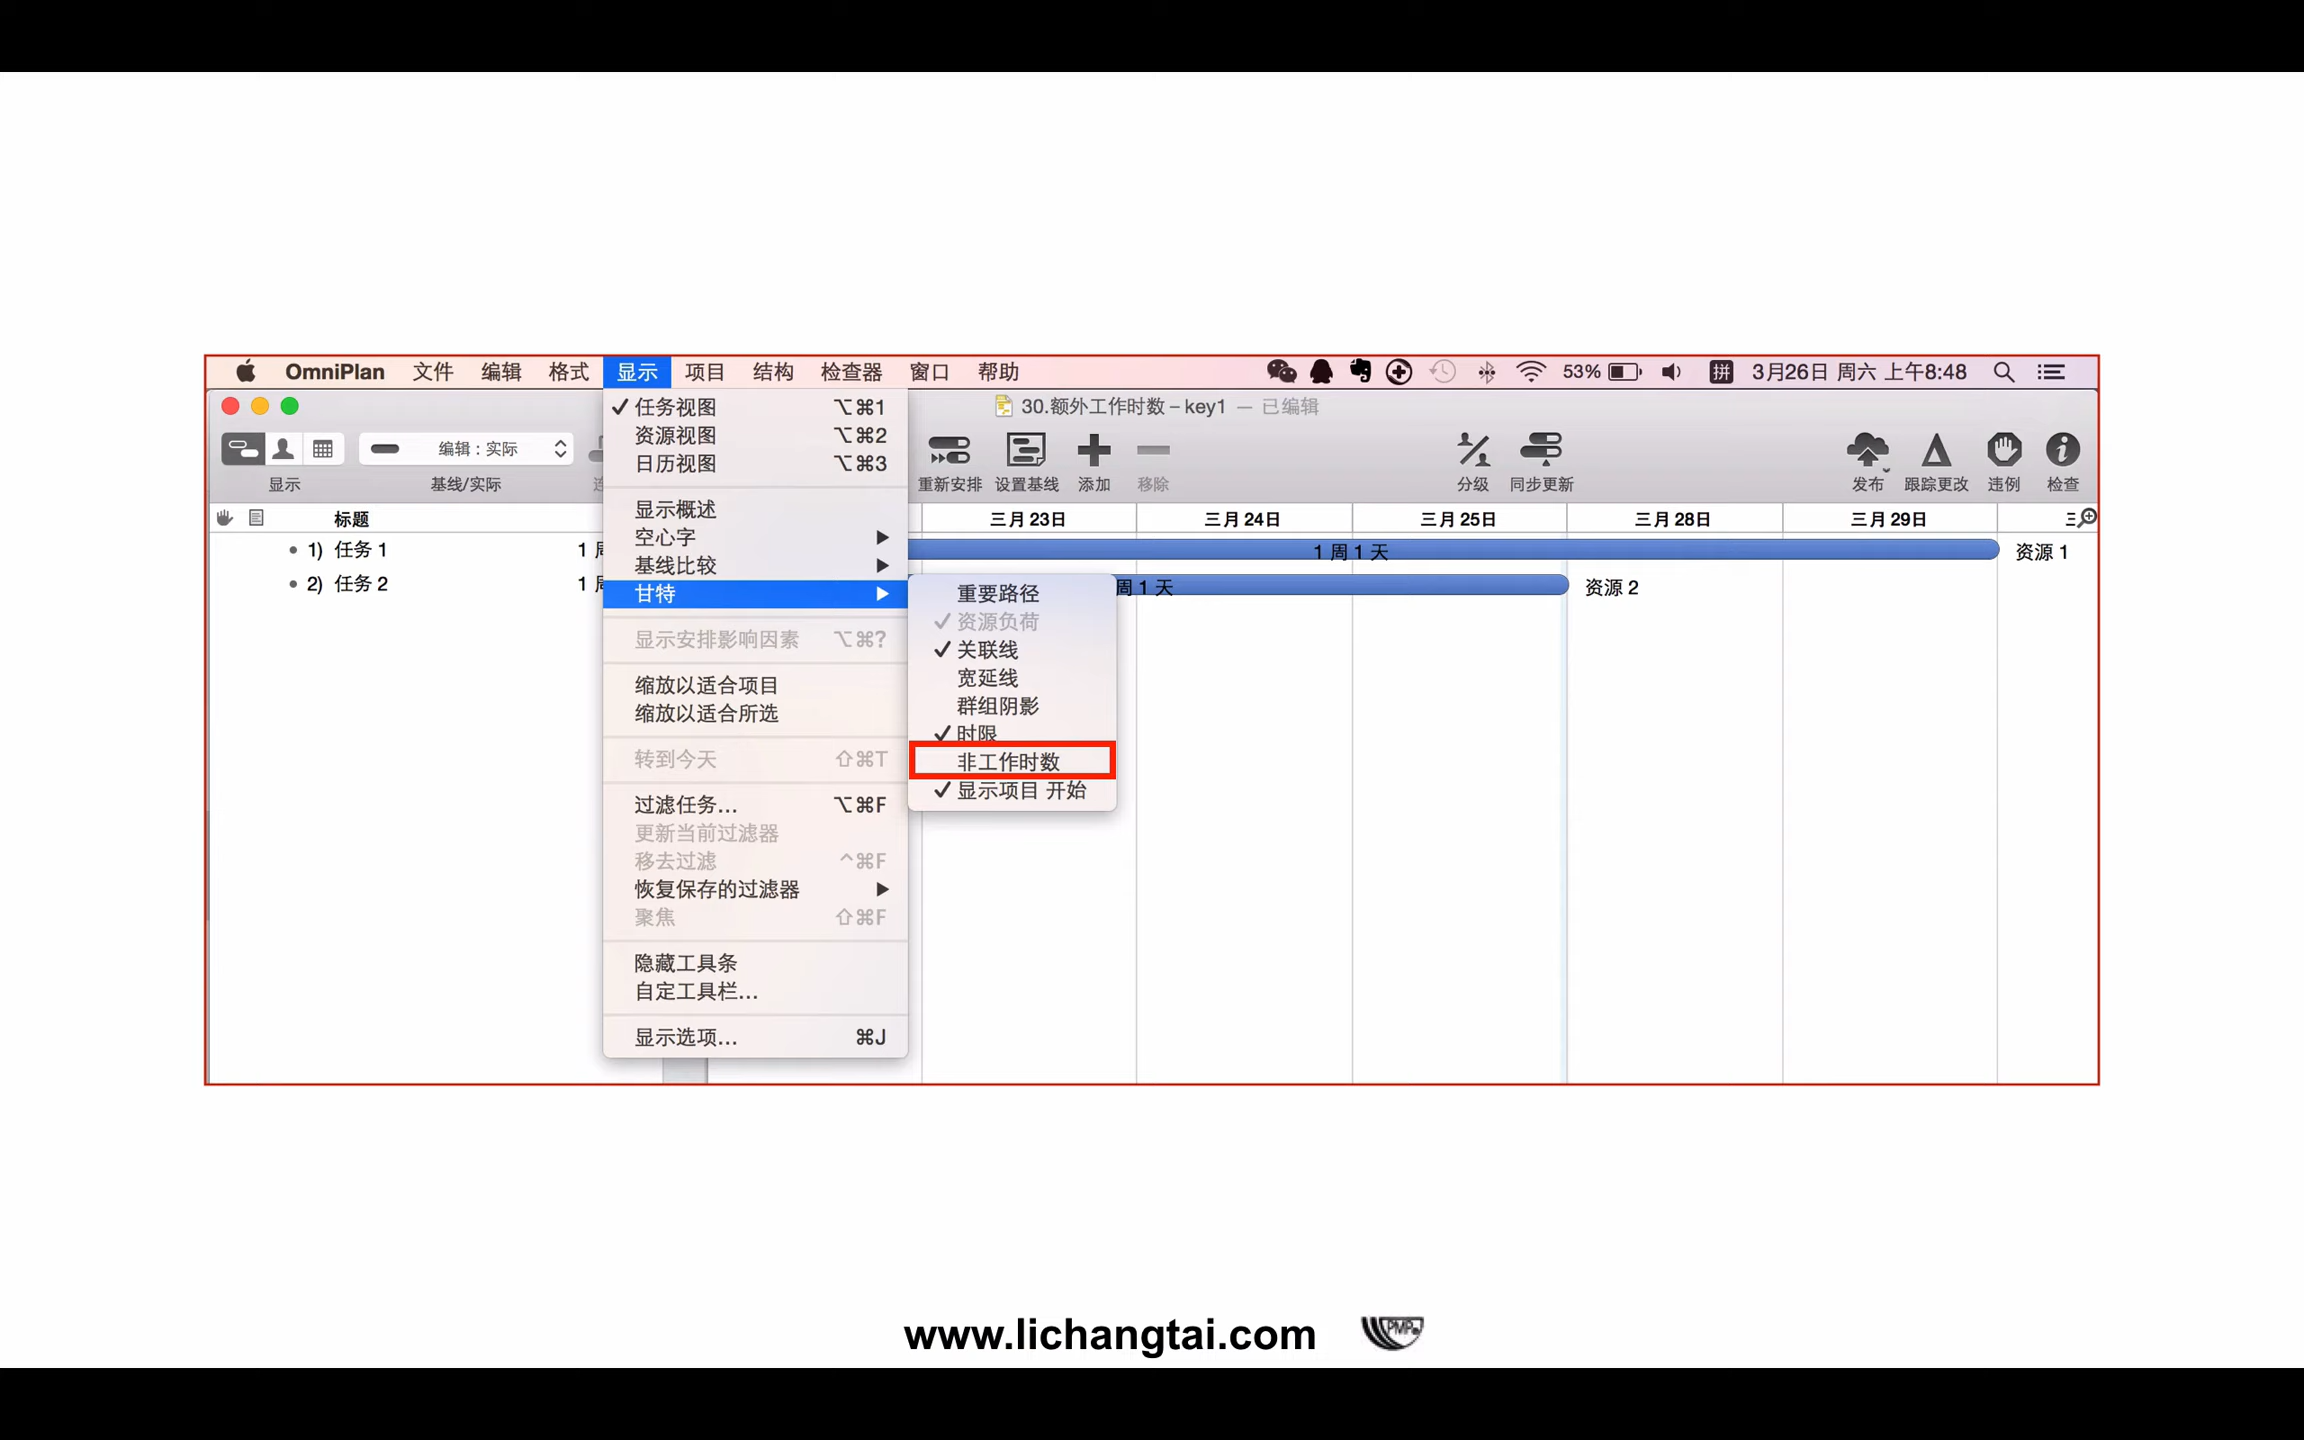 OmniPlan 文件 编辑 格式 显示 项目 结构 检查器 窗口 帮助 53% 拼 3月26日 周六 上午8:48
30.额外工作时数 – key1 — 已编辑
编辑：实际
显示 基线/实际 重新安排 设置基线 添加 移除 分级 同步更新 发布 跟踪更改 违例 检查
标题 三月 23日 三月 24日 三月 25日 三月 28日 三月 29日
1) 任务 1 1 周 1 天 资源 1
2) 任务 2 周 1 天 资源 2
✓ 任务视图 ⌥⌘1
资源视图 ⌥⌘2
日历视图 ⌥⌘3
显示概述
空心字
基线比较
甘特
显示安排影响因素 ⌥⌘?
缩放以适合项目
缩放以适合所选
转到今天 ⇧⌘T
过滤任务... ⌥⌘F
更新当前过滤器
移去过滤 ^⌘F
恢复保存的过滤器
聚焦 ⇧⌘F
隐藏工具条
自定工具栏...
显示选项... ⌘J
重要路径
✓ 资源负荷
✓ 关联线
宽延线
群组阴影
✓ 时限
非工作时数
✓ 显示项目 开始
www.lichangtai.com
PMP